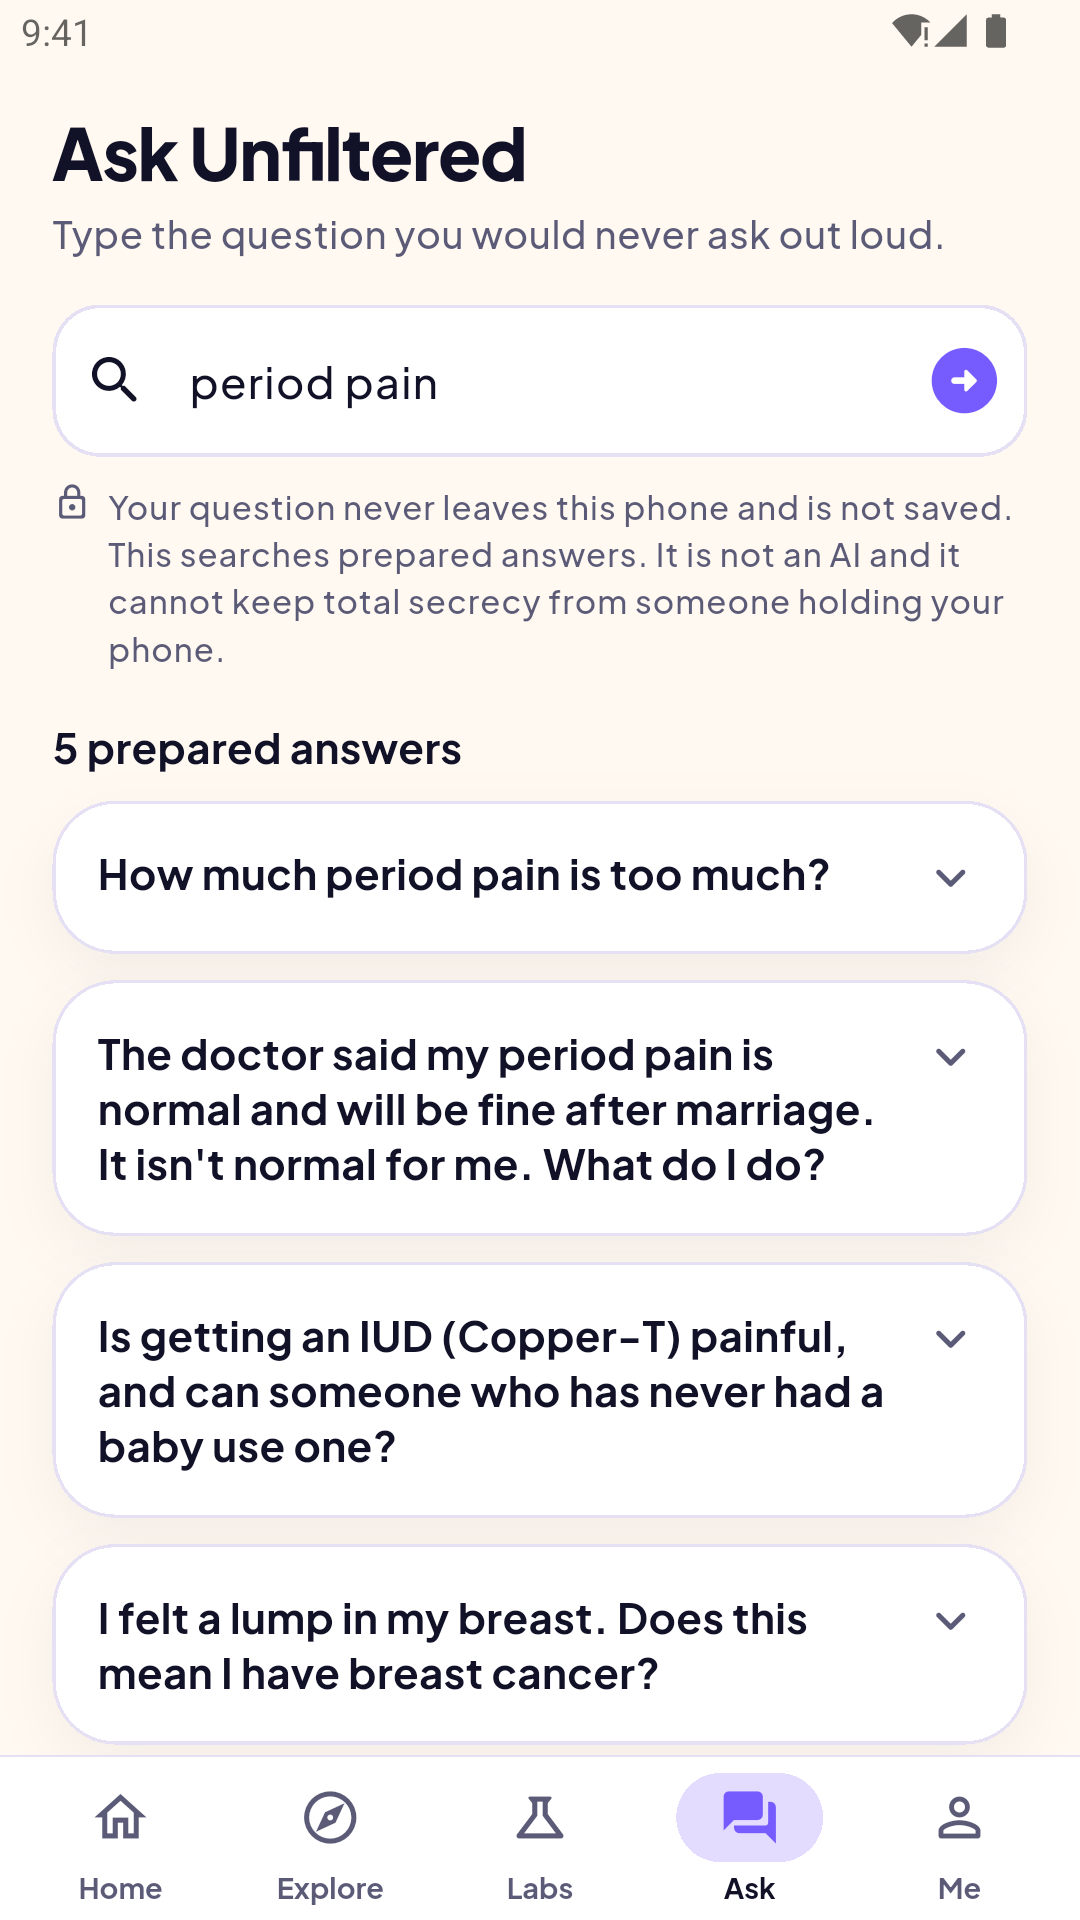 9:41
Ask Unfiltered
Type the question you would never ask out loud.
period pain
Your question never leaves this phone and is not saved.
This searches prepared answers. It is not an AI and it
cannot keep total secrecy from someone holding your
phone.
5 prepared answers
How much period pain is too much?
The doctor said my period pain is
normal and will be fine after marriage.
It isn't normal for me. What do I do?
Is getting an IUD (Copper-T) painful,
and can someone who has never had a
baby use one?
I felt a lump in my breast. Does this
mean I have breast cancer?
Home Explore Labs Ask Me